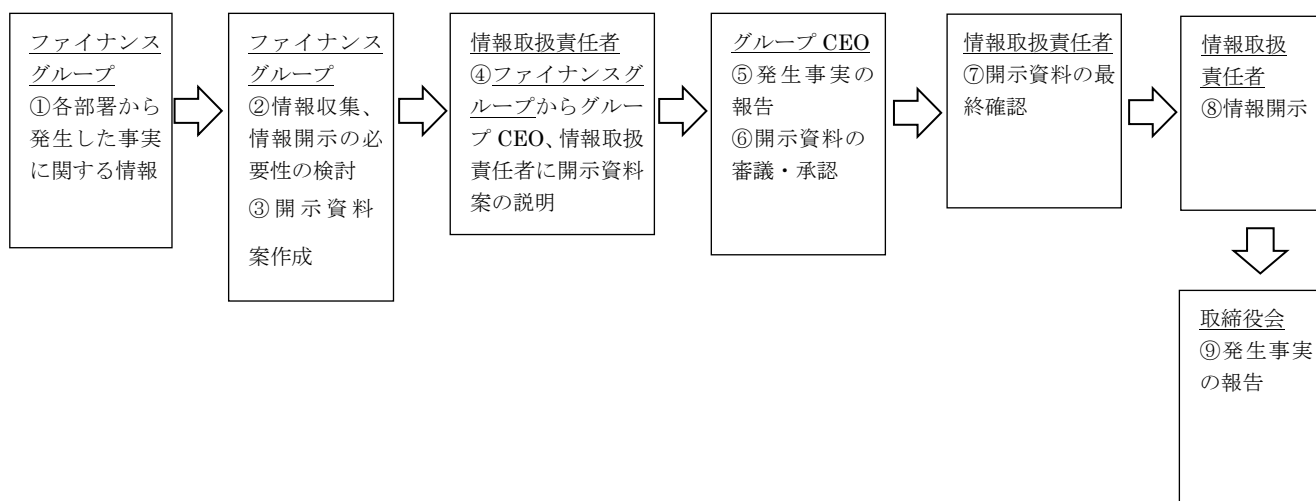 ファイナンス
グループ
①各部署から
発生した事実
に関する情報
ファイナンス
グループ
②情報収集、
情報開示の必
要性の検討
③開示資料
案作成
情報取扱責任者
④ファイナンスグ
ループからグルー
プ CEO、情報取扱
責任者に開示資料
案の説明
グループ CEO
⑤発生事実の
報告
⑥開示資料の
審議・承認
情報取扱責任者
⑦開示資料の最
終確認
情報取扱
責任者
⑧情報開示
取締役会
⑨発生事実
の報告